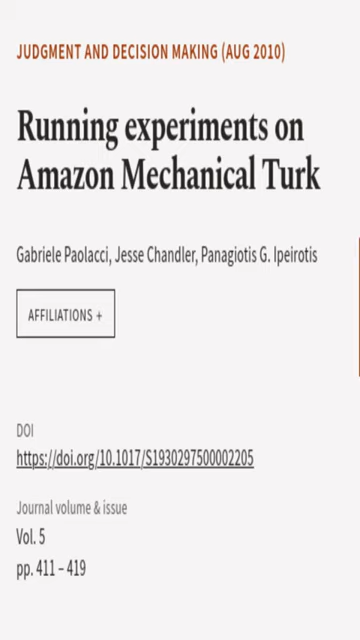 JUDGMENT AND DECISION MAKING (AUG 2010)
Running experiments on
Amazon Mechanical Turk
Gabriele Paolacci, Jesse Chandler, Panagiotis G. Ipeirotis
AFFILIATIONS +
DOI
https://doi.org/10.1017/S1930297500002205
Journal volume & issue
Vol. 5
pp. 411 – 419